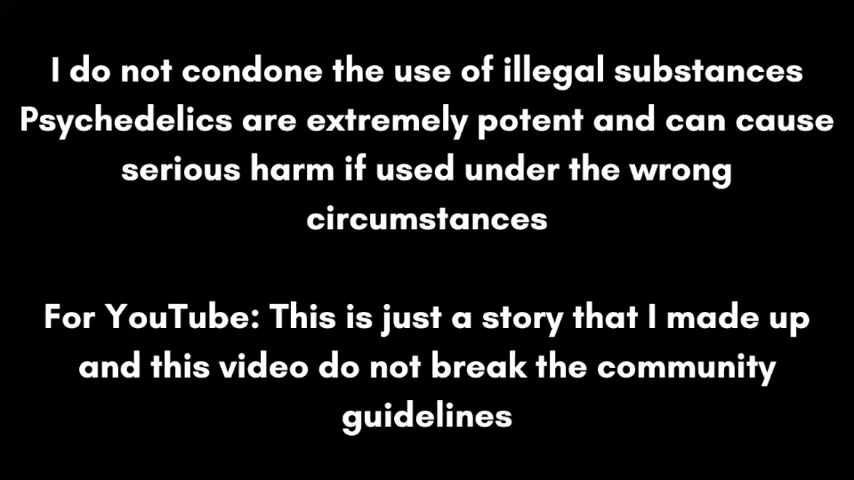 I do not condone the use of illegal substances
Psychedelics are extremely potent and can cause
serious harm if used under the wrong
circumstances
For YouTube: This is just a story that I made up
and this video do not break the community
guidelines